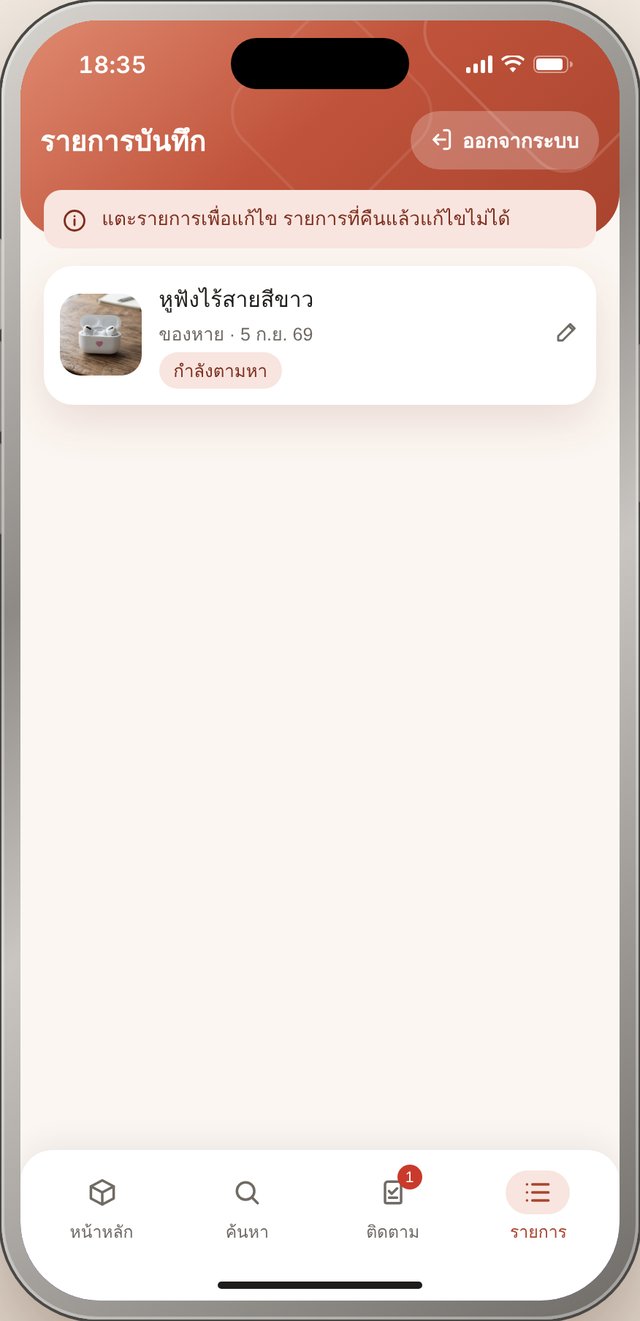 18:35
รายการบันทึก
ออกจากระบบ
แตะรายการเพื่อแก้ไข รายการที่คืนแล้วแก้ไขไม่ได้
หูฟังไร้สายสีขาว
ของหาย · 5 ก.ย. 69
กำลังตามหา
1
หน้าหลัก
ค้นหา
ติดตาม
รายการ